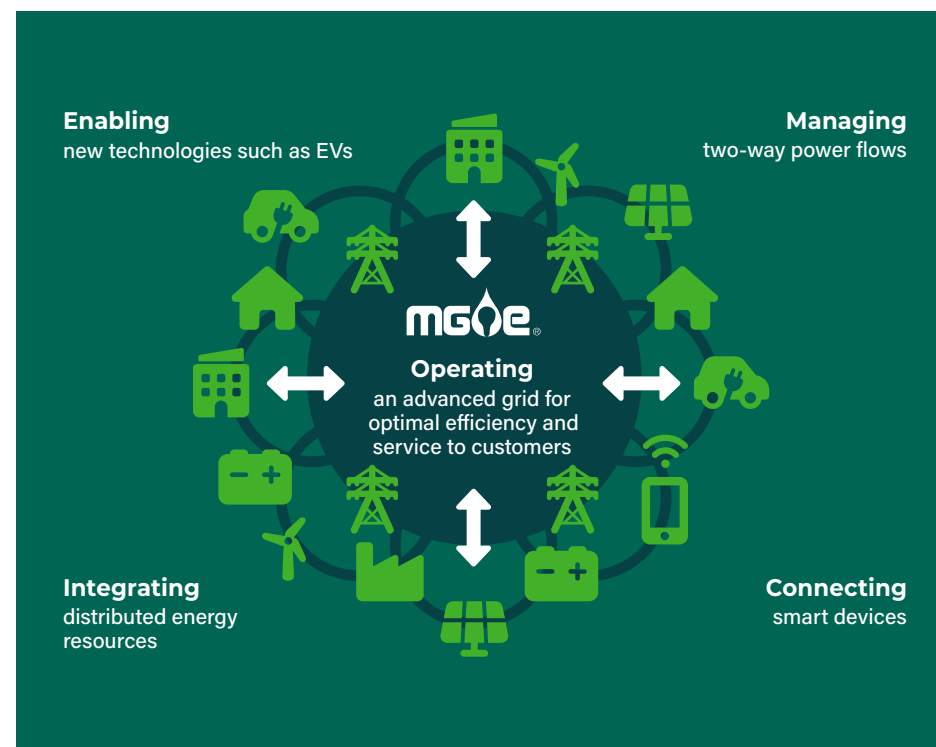 Enabling
new technologies such as EVs
Managing
two-way power flows
mge®
Operating
an advanced grid for
optimal efficiency and
service to customers
Integrating
distributed energy
resources
Connecting
smart devices